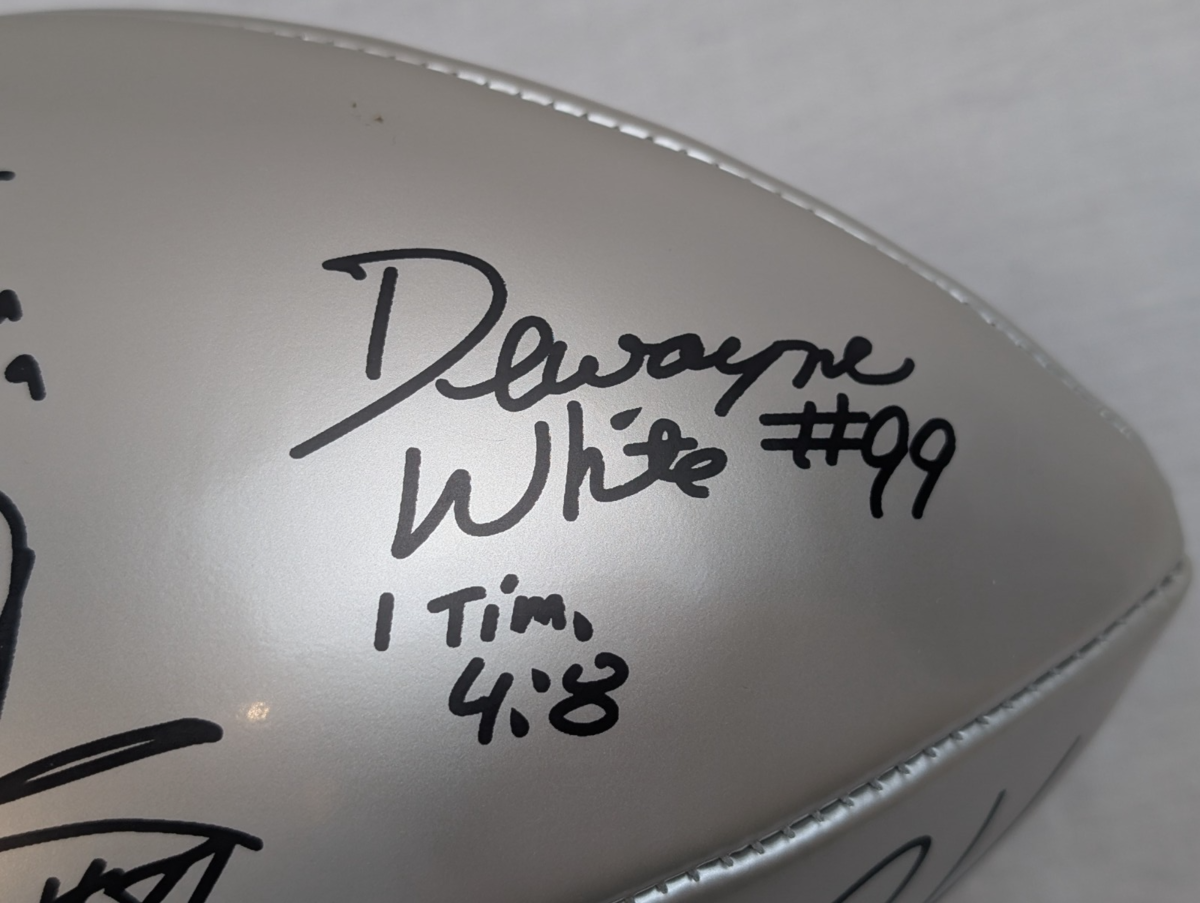 Dewayne
White #99
1 Tim.
4:8